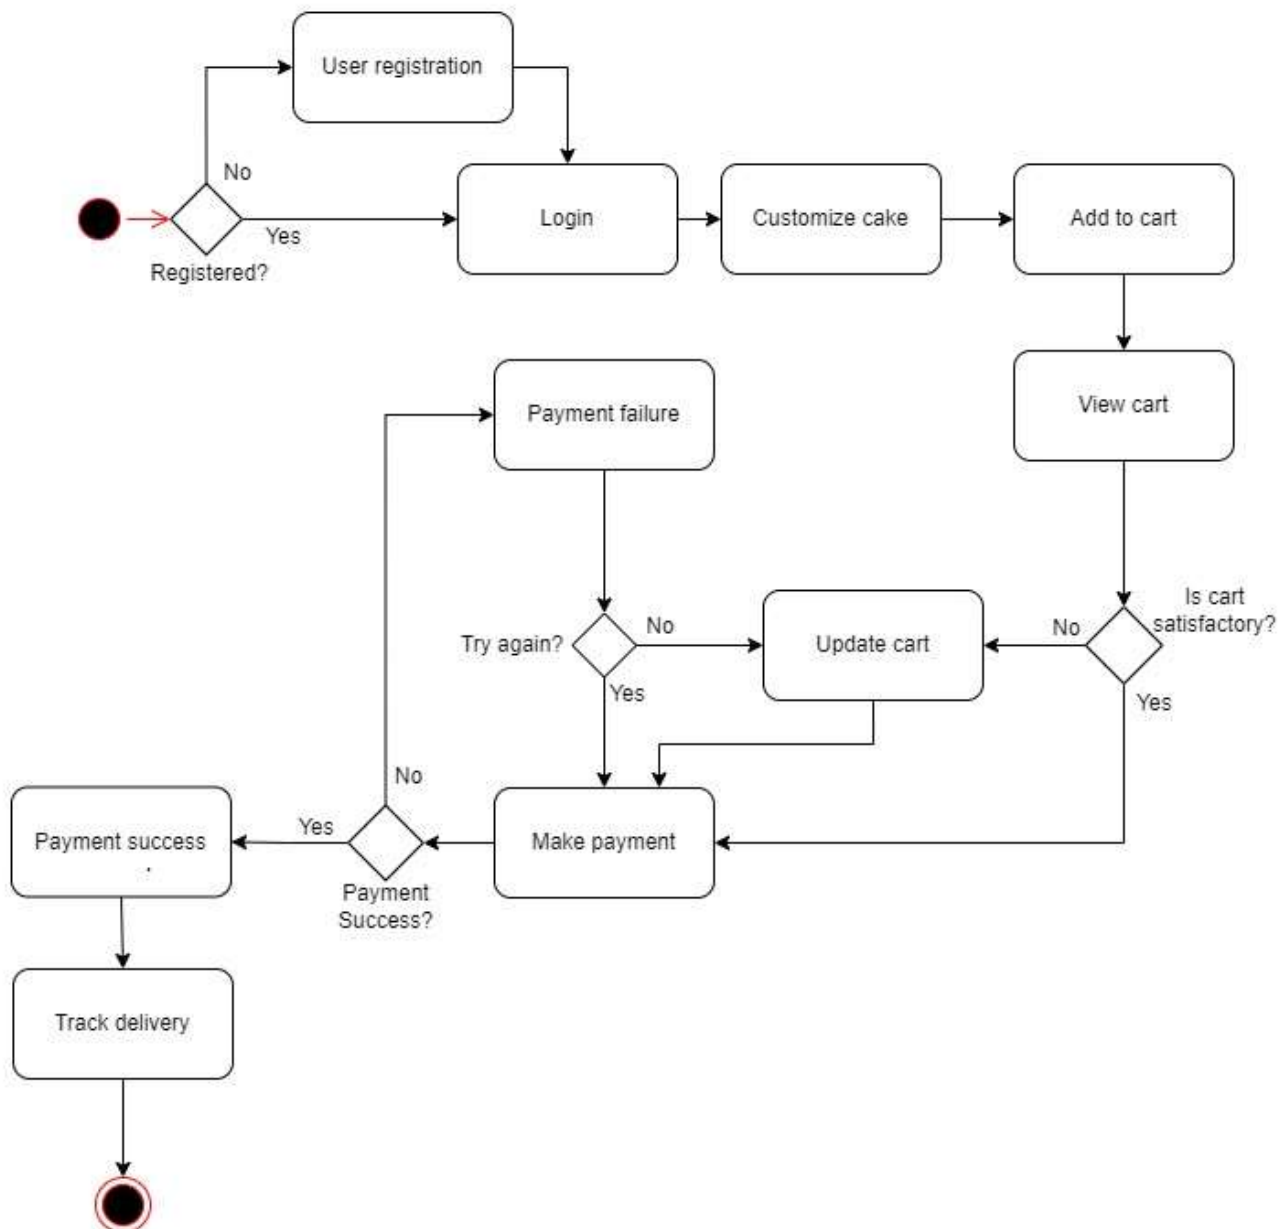 User registration
No
Yes
Registered?
Login
Customize cake
Add to cart
View cart
Payment failure
Is cart
satisfactory?
No
Yes
Update cart
Try again?
No
Yes
Make payment
No
Yes
Payment
Success?
Payment success
.
Track delivery